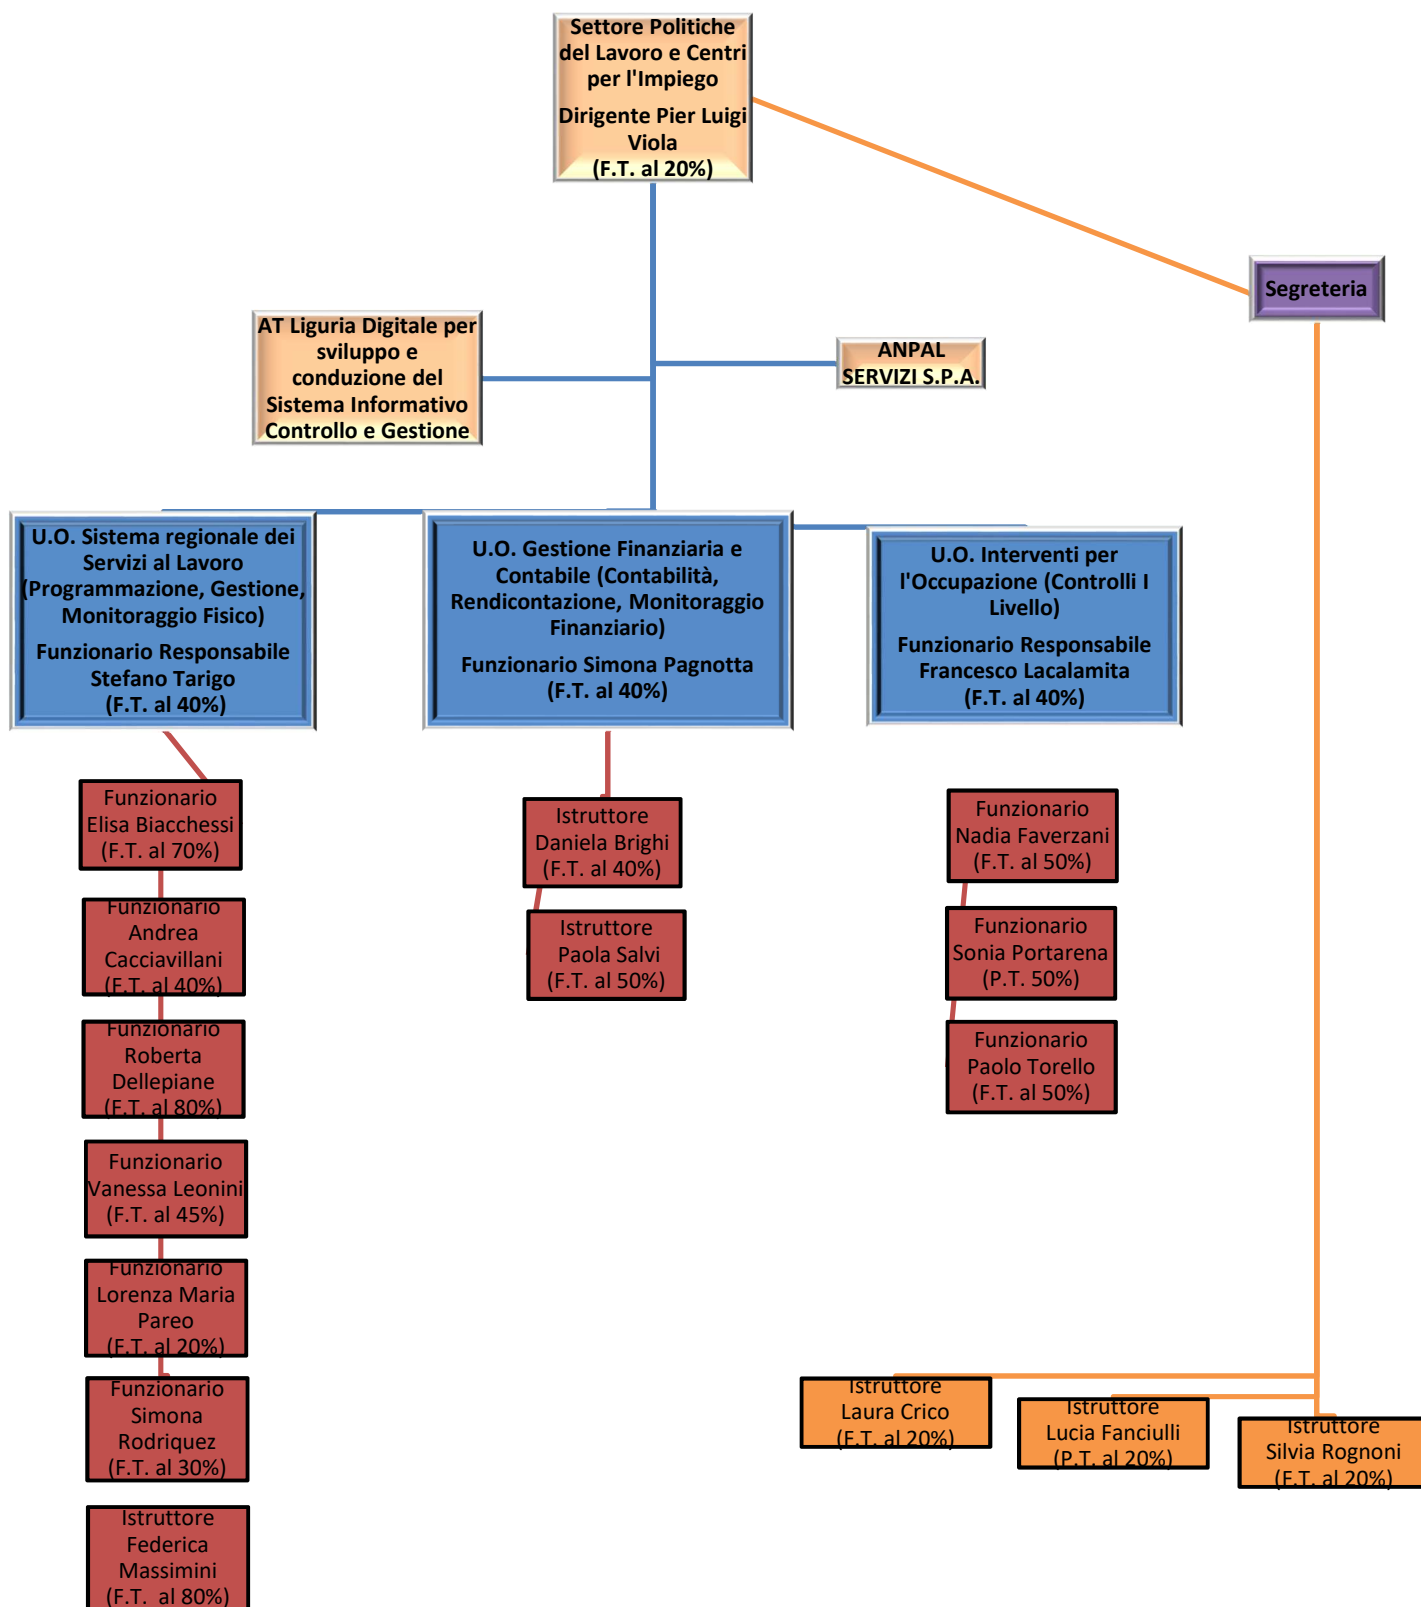 Settore Politiche
del Lavoro e Centri
per l'Impiego
Dirigente Pier Luigi
Viola
(F.T. al 20%)
Segreteria
AT Liguria Digitale per
sviluppo e
conduzione del
Sistema Informativo
Controllo e Gestione
ANPAL
SERVIZI S.P.A.
U.O. Sistema regionale dei
Servizi al Lavoro
(Programmazione, Gestione,
Monitoraggio Fisico)
Funzionario Responsabile
Stefano Tarigo
(F.T. al 40%)
U.O. Gestione Finanziaria e
Contabile (Contabilità,
Rendicontazione, Monitoraggio
Finanziario)
Funzionario Simona Pagnotta
(F.T. al 40%)
U.O. Interventi per
l'Occupazione (Controlli I
Livello)
Funzionario Responsabile
Francesco Lacalamita
(F.T. al 40%)
Funzionario
Elisa Biacchessi
(F.T. al 70%)
Funzionario
Andrea
Cacciavillani
(F.T. al 40%)
Funzionario
Roberta
Dellepiane
(F.T. al 80%)
Funzionario
Vanessa Leonini
(F.T. al 45%)
Funzionario
Lorenza Maria
Pareo
(F.T. al 20%)
Funzionario
Simona
Rodriquez
(F.T. al 30%)
Istruttore
Federica
Massimini
(F.T. al 80%)
Istruttore
Daniela Brighi
(F.T. al 40%)
Istruttore
Paola Salvi
(F.T. al 50%)
Funzionario
Nadia Faverzani
(F.T. al 50%)
Funzionario
Sonia Portarena
(P.T. 50%)
Funzionario
Paolo Torello
(F.T. al 50%)
Istruttore
Laura Crico
(F.T. al 20%)
Istruttore
Lucia Fanciulli
(P.T. al 20%)
Istruttore
Silvia Rognoni
(F.T. al 20%)